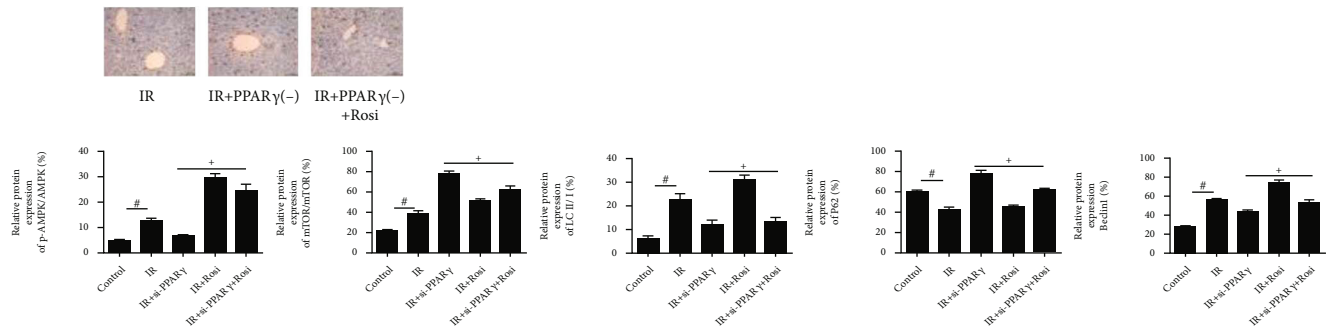 IR
IR+PPARγ(–)
IR+PPARγ(–)
+Rosi
Relative protein
expression
of p-AMPK/AMPK (%)
40
30
20
10
0
#
+
Control
IR
IR+si-PPARγ
IR+Rosi
IR+si-PPARγ+Rosi
Relative protein
expression
of mTOR/mTOR (%)
100
80
60
40
20
0
#
+
Control
IR
IR+si-PPARγ
IR+Rosi
IR+si-PPARγ+Rosi
Relative protein
expression
of LC II/ I (%)
40
30
20
10
0
#
+
Control
IR
IR+si-PPARγ
IR+Rosi
IR+si-PPARγ+Rosi
Relative protein
expression
of P62 (%)
100
80
60
40
20
0
#
+
Control
IR
IR+si-PPARγ
IR+Rosi
IR+si-PPARγ+Rosi
Relative protein
expression
Beclin1 (%)
100
80
60
40
20
0
#
+
Control
IR
IR+si-PPARγ
IR+Rosi
IR+si-PPARγ+Rosi